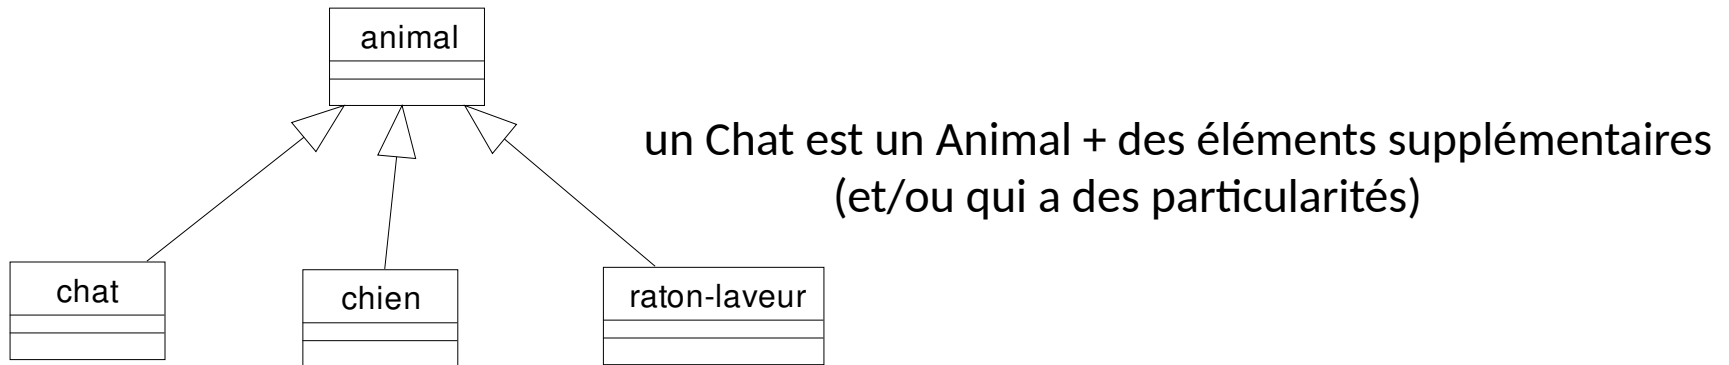 animal
un Chat est un Animal + des éléments supplémentaires
(et/ou qui a des particularités)
chat
chien
raton-laveur